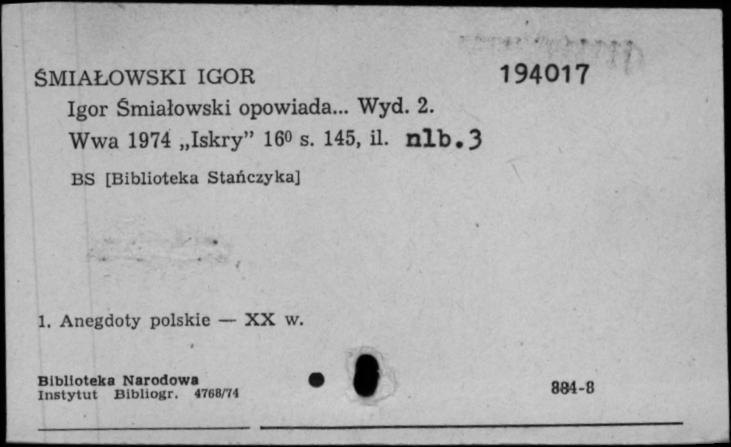 ŚMIAŁOWSKI IGOR 194017
Igor Śmiałowski opowiada... Wyd. 2.
Wwa 1974 „Iskry” 16⁰ s. 145, il. nlb.3
BS [Biblioteka Stańczyka]
1. Anegdoty polskie — XX w.
Biblioteka Narodowa
Instytut Bibliogr. 4768/74 884-8